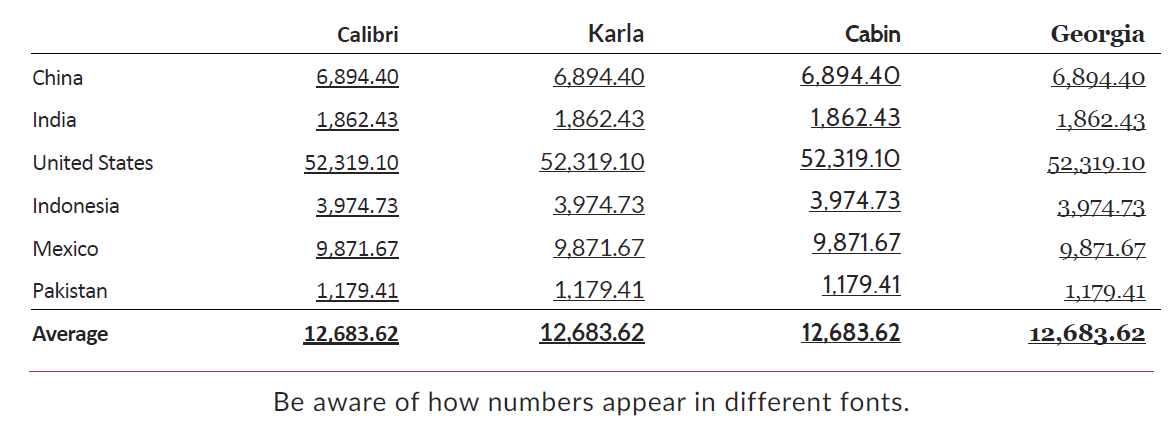 Calibri Karla Cabin Georgia
China 6,894.40 6,894.40 6,894.40 6,894.40
India 1,862.43 1,862.43 1,862.43 1,862.43
United States 52,319.10 52,319.10 52,319.10 52,319.10
Indonesia 3,974.73 3,974.73 3,974.73 3,974.73
Mexico 9,871.67 9,871.67 9,871.67 9,871.67
Pakistan 1,179.41 1,179.41 1,179.41 1,179.41
Average 12,683.62 12,683.62 12,683.62 12,683.62
Be aware of how numbers appear in different fonts.